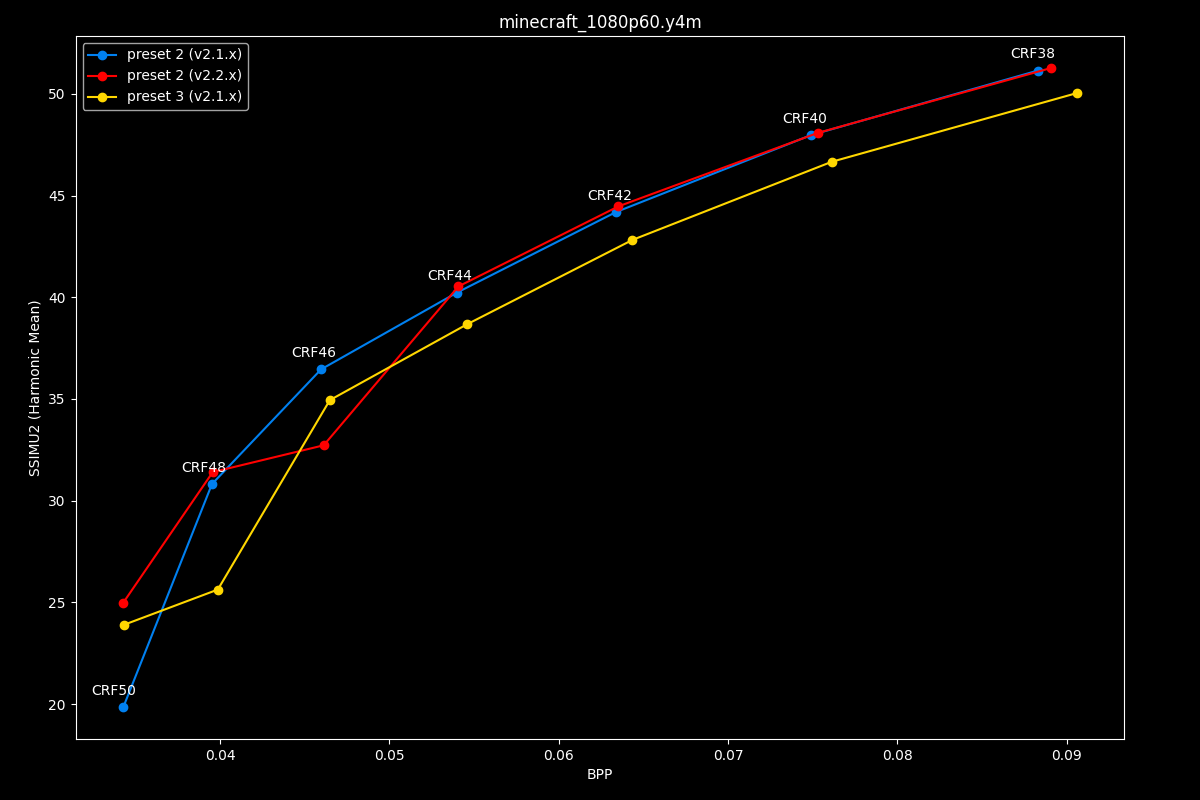 minecraft_1080p60.y4m
preset 2 (v2.1.x)
preset 2 (v2.2.x)
preset 3 (v2.1.x)
CRF38
CRF40
CRF42
CRF44
CRF46
CRF48
CRF50
50
45
40
35
30
25
20
SSIMU2 (Harmonic Mean)
0.04 0.05 0.06 0.07 0.08 0.09
BPP